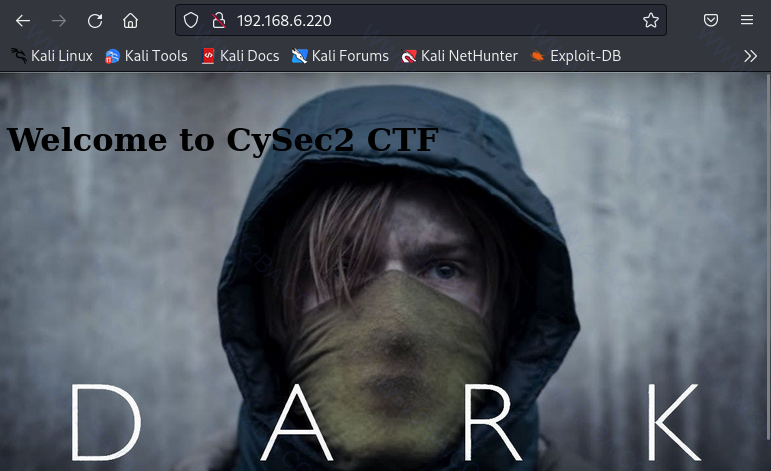 192.168.6.220
Kali Linux Kali Tools Kali Docs Kali Forums Kali NetHunter Exploit-DB
Welcome to CySec2 CTF
D A R K